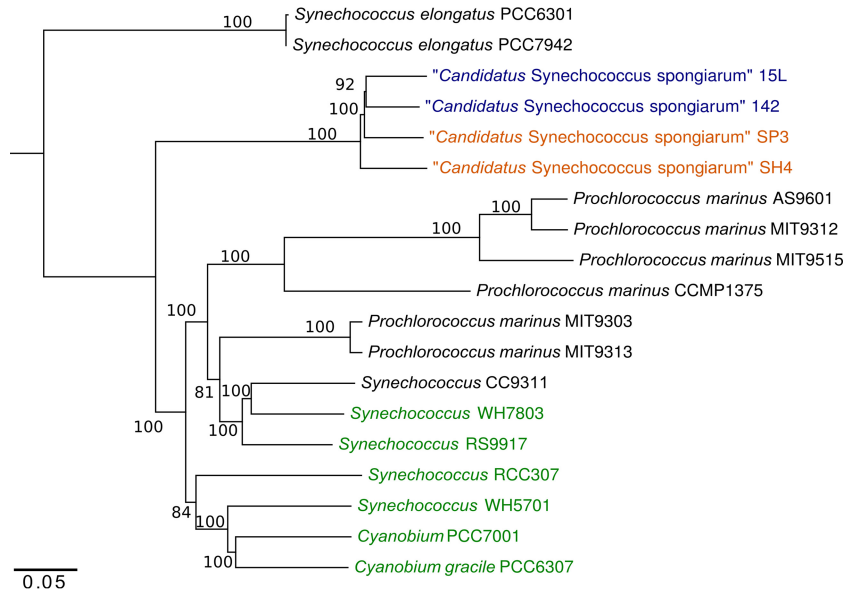 100
Synechococcus elongatus PCC6301
Synechococcus elongatus PCC7942
92
"Candidatus Synechococcus spongiarum" 15L
100
"Candidatus Synechococcus spongiarum" 142
100
"Candidatus Synechococcus spongiarum" SP3
"Candidatus Synechococcus spongiarum" SH4
100
Prochlorococcus marinus AS9601
100
Prochlorococcus marinus MIT9312
100
Prochlorococcus marinus MIT9515
Prochlorococcus marinus CCMP1375
100
100
Prochlorococcus marinus MIT9303
Prochlorococcus marinus MIT9313
81
100
Synechococcus CC9311
100
Synechococcus WH7803
100
Synechococcus RS9917
Synechococcus RCC307
84
100
Synechococcus WH5701
Cyanobium PCC7001
100
Cyanobium gracile PCC6307
0.05